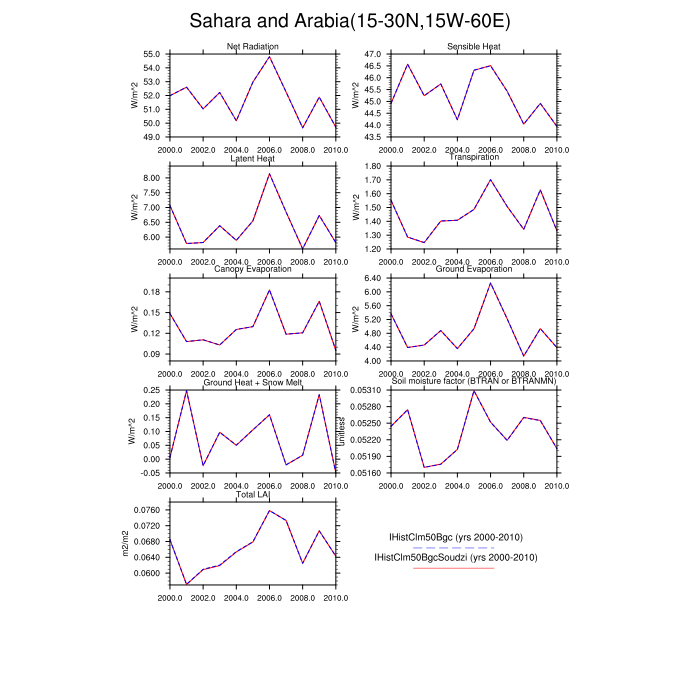 Sahara and Arabia(15-30N,15W-60E)
Net Radiation
W/m^2
55.0
54.0
53.0
52.0
51.0
50.0
49.0
2000.0 2002.0 2004.0 2006.0 2008.0 2010.0
Sensible Heat
W/m^2
47.0
46.5
46.0
45.5
45.0
44.5
44.0
43.5
2000.0 2002.0 2004.0 2006.0 2008.0 2010.0
Latent Heat
W/m^2
8.00
7.00
6.50
6.00
7.50
2000.0 2002.0 2004.0 2006.0 2008.0 2010.0
Transpiration
W/m^2
1.80
1.70
1.60
1.50
1.40
1.30
1.20
2000.0 2002.0 2004.0 2006.0 2008.0 2010.0
Canopy Evaporation
W/m^2
0.18
0.15
0.12
0.09
2000.0 2002.0 2004.0 2006.0 2008.0 2010.0
Ground Evaporation
W/m^2
6.40
6.00
5.60
5.20
4.80
4.40
4.00
2000.0 2002.0 2004.0 2006.0 2008.0 2010.0
Ground Heat + Snow Melt
W/m^2
0.25
0.20
0.15
0.10
0.05
0.00
-0.05
2000.0 2002.0 2004.0 2006.0 2008.0 2010.0
Soil moisture factor (BTRAN or BTRANMN)
unitless
0.05310
0.05280
0.05250
0.05220
0.05190
0.05160
2000.0 2002.0 2004.0 2006.0 2008.0 2010.0
Total LAI
m2/m2
0.0760
0.0720
0.0680
0.0640
0.0600
2000.0 2002.0 2004.0 2006.0 2008.0 2010.0
IHistClm50Bgc (yrs 2000-2010)
IHistClm50BgcSoudzi (yrs 2000-2010)